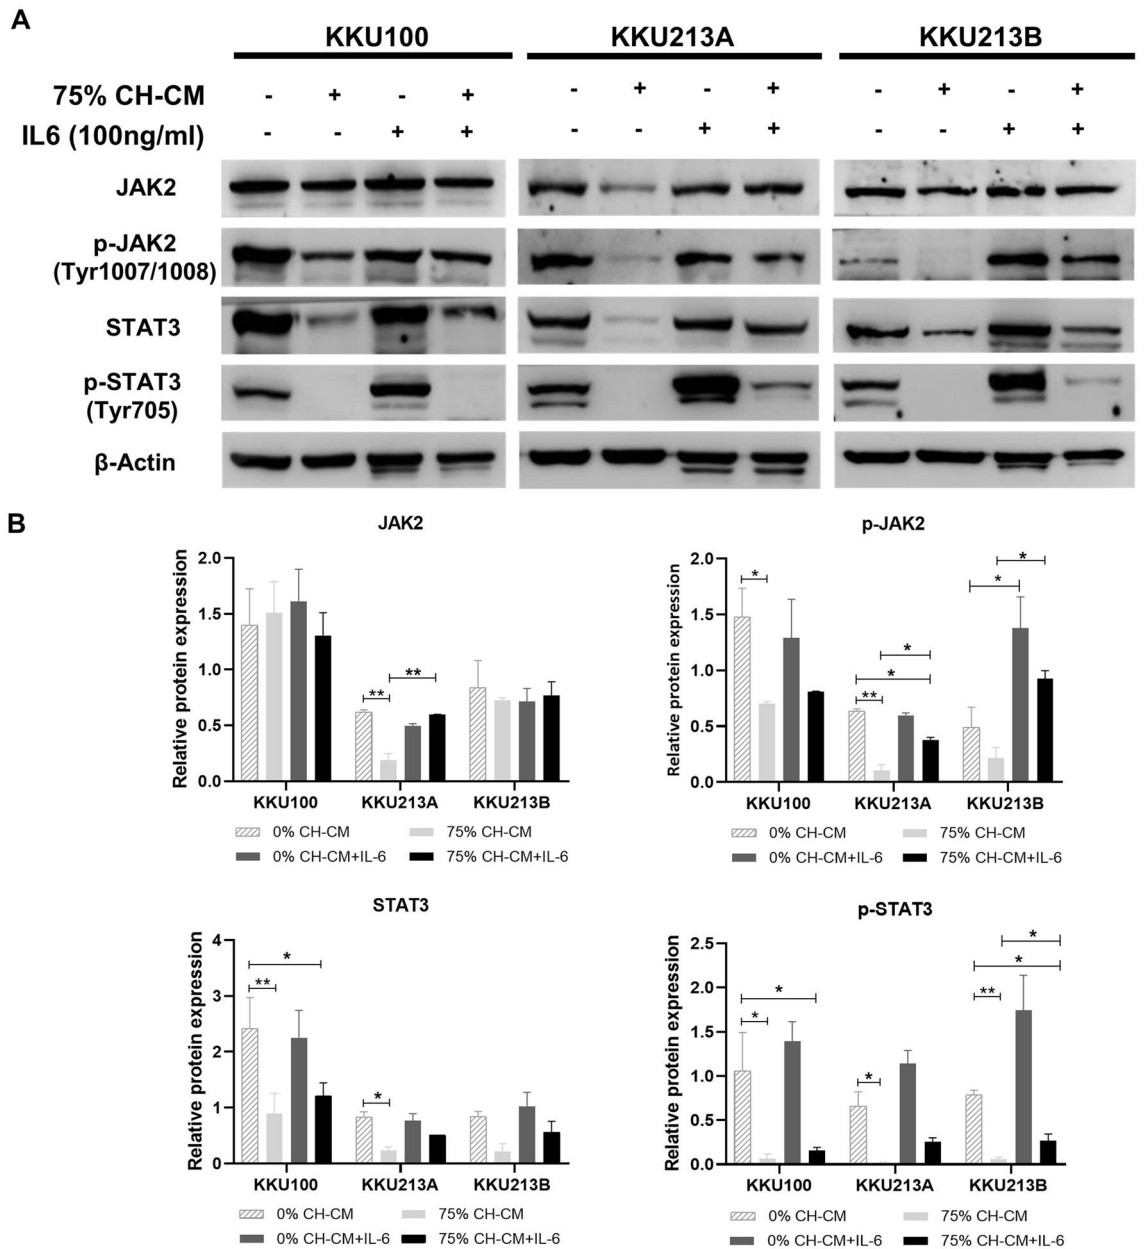 A
KKU100 KKU213A KKU213B
75% CH-CM - + - + - + - + - + - +
IL6 (100ng/ml) - - + + - - + + - - + +
JAK2
p-JAK2
(Tyr1007/1008)
STAT3
p-STAT3
(Tyr705)
β-Actin
B
JAK2
Relative protein expression
2.0
1.5
1.0
0.5
0.0
** **
KKU100 KKU213A KKU213B
0% CH-CM 75% CH-CM
0% CH-CM+IL-6 75% CH-CM+IL-6
p-JAK2
Relative protein expression
2.0
1.5
1.0
0.5
0.0
*
**
*
*
*
*
KKU100 KKU213A KKU213B
0% CH-CM 75% CH-CM
0% CH-CM+IL-6 75% CH-CM+IL-6
STAT3
Relative protein expression
4
3
2
1
0
*
**
*
KKU100 KKU213A KKU213B
0% CH-CM 75% CH-CM
0% CH-CM+IL-6 75% CH-CM+IL-6
p-STAT3
Relative protein expression
2.5
2.0
1.5
1.0
0.5
0.0
*
*
*
*
*
**
KKU100 KKU213A KKU213B
0% CH-CM 75% CH-CM
0% CH-CM+IL-6 75% CH-CM+IL-6